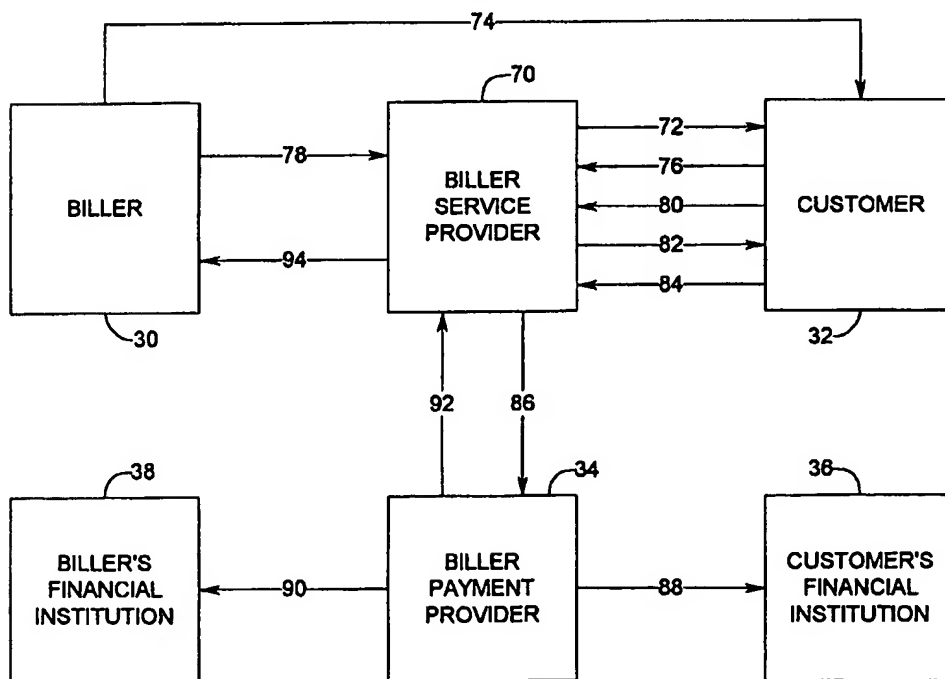 74
70
78
72
76
BILLER
BILLER
SERVICE
PROVIDER
80
CUSTOMER
82
94
84
30
32
92
86
38
34
36
BILLER'S
FINANCIAL
INSTITUTION
90
BILLER
PAYMENT
PROVIDER
88
CUSTOMER'S
FINANCIAL
INSTITUTION